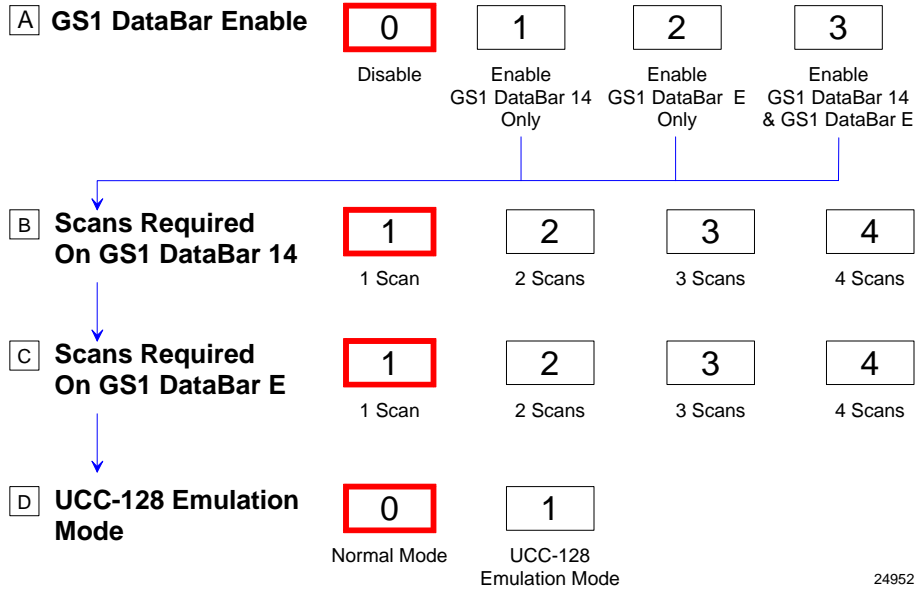 A GS1 DataBar Enable 0 1 2 3
Disable Enable GS1 DataBar 14 Only Enable GS1 DataBar E Only Enable GS1 DataBar 14 & GS1 DataBar E
B Scans Required On GS1 DataBar 14 1 2 3 4
1 Scan 2 Scans 3 Scans 4 Scans
C Scans Required On GS1 DataBar E 1 2 3 4
1 Scan 2 Scans 3 Scans 4 Scans
D UCC-128 Emulation Mode 0 1
Normal Mode UCC-128 Emulation Mode
24952